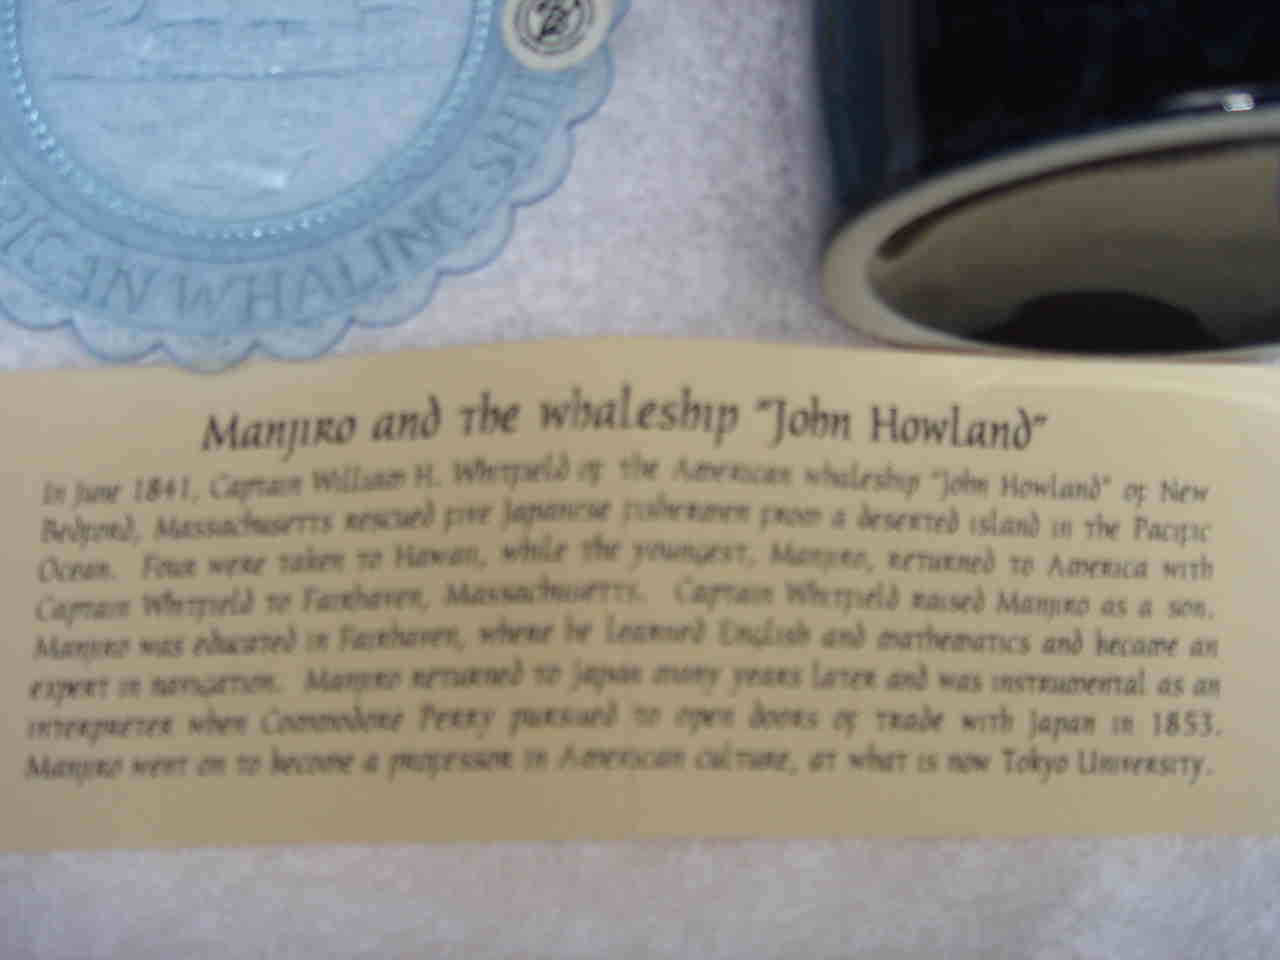 ICAN WHALING SHI
Manjiro and the whaleship "John Howland"
In June 1841, Captain William H. Whitfield of the American whaleship "John Howland" of New
Bedford, Massachusetts rescued five Japanese fishermen from a deserted island in the Pacific
Ocean. Four were taken to Hawaii, while the youngest, Manjiro, returned to America with
Captain Whitfield to Fairhaven, Massachusetts. Captain Whitfield raised Manjiro as a son.
Manjiro was educated in Fairhaven, where he learned English and mathematics and became an
expert in navigation. Manjiro returned to Japan many years later and was instrumental as an
interpreter when Commodore Perry pursued to open doors of trade with Japan in 1853.
Manjiro went on to become a professor in American culture, at what is now Tokyo University.